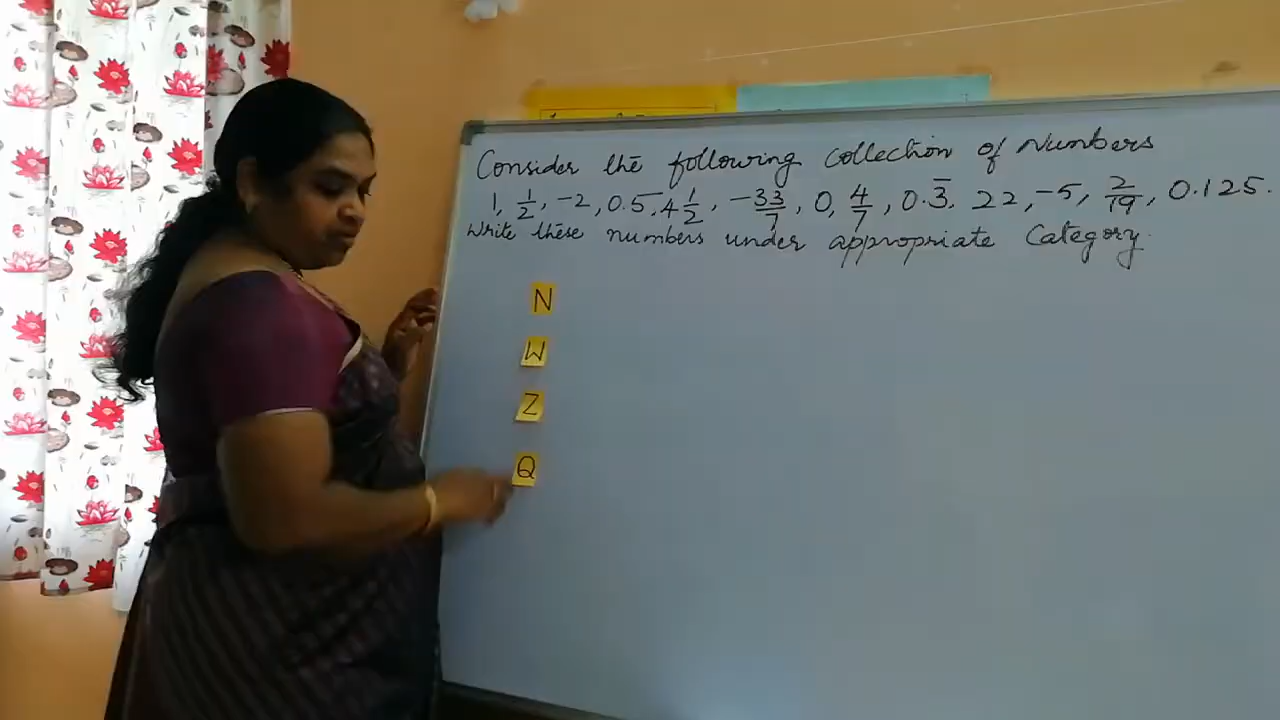 Consider the following Collection of Numbers
1, 1/2, -2, 0.5, 4 1/2, -33/7, 0, 4/7, 0.3̅, 22, -5, 2/19, 0.125.
Write these numbers under appropriate Category.
N
W
Z
Q